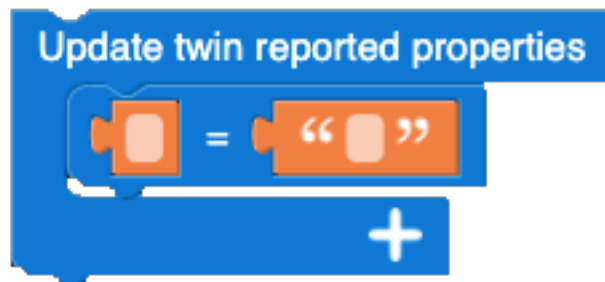 Update twin reported properties
= “ ”
+